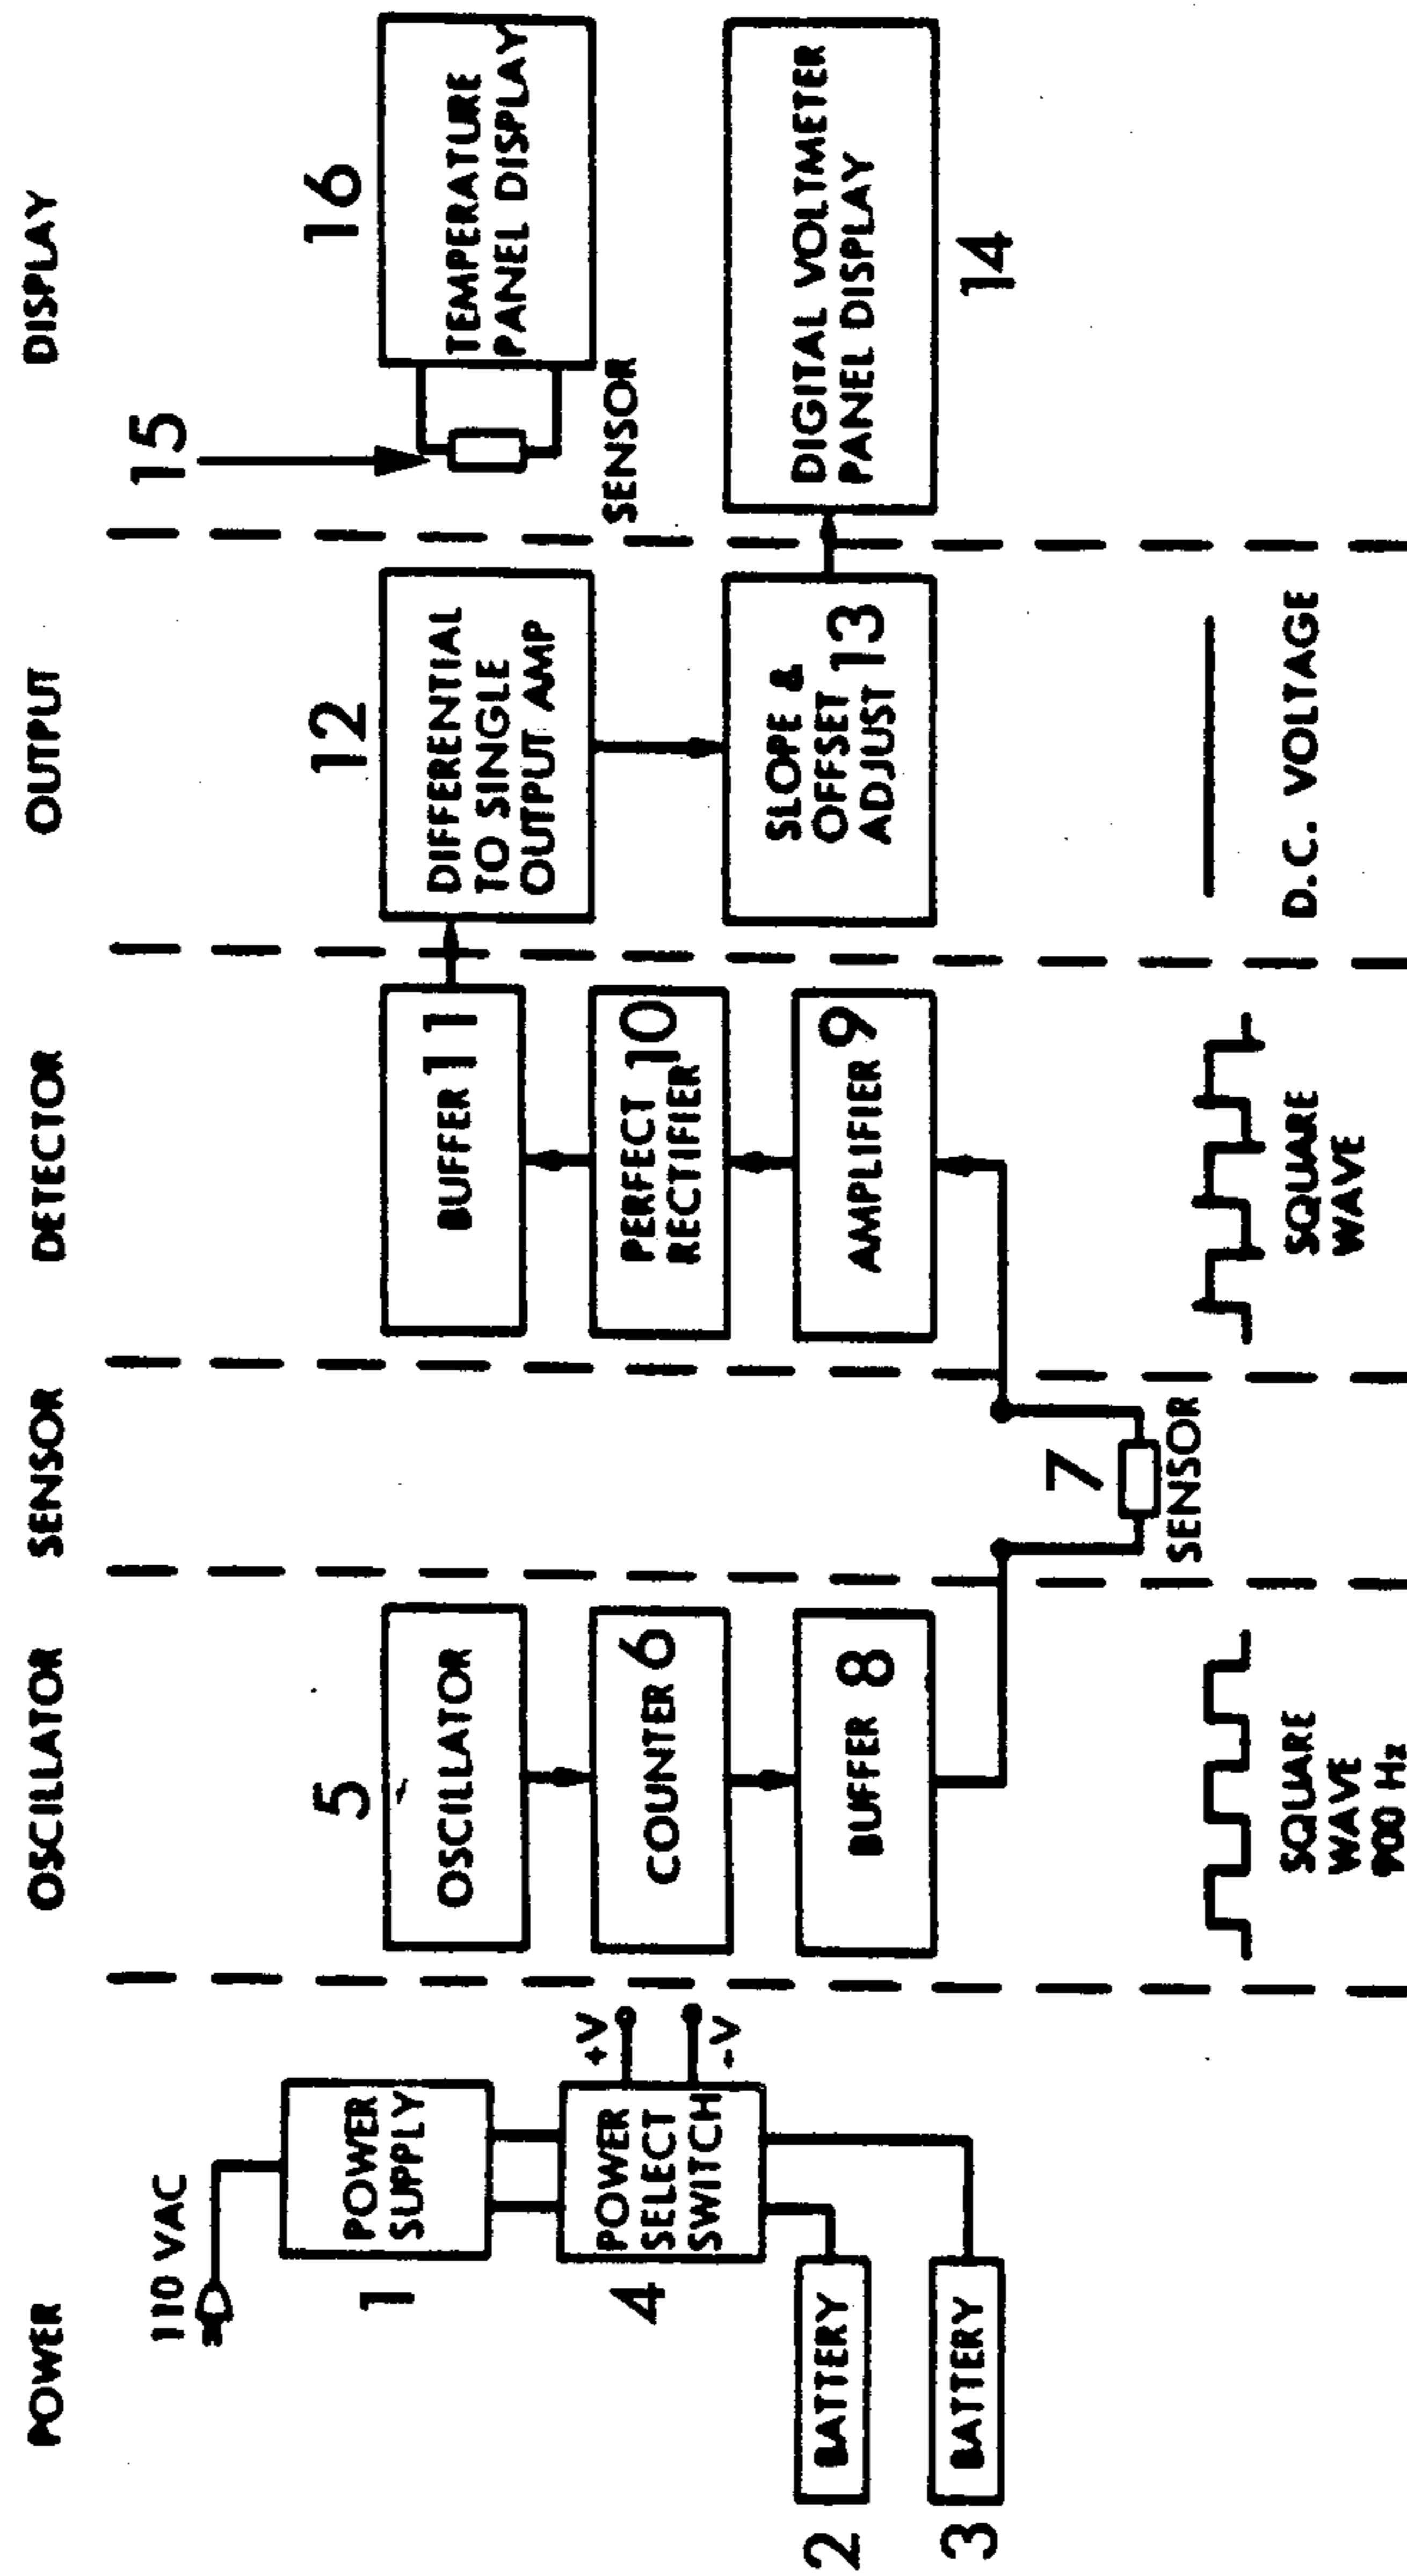 POWER
OSCILLATOR
SENSOR
DETECTOR
OUTPUT
DISPLAY
110 VAC
1
POWER
SUPPLY
4
POWER
SELECT
SWITCH
+V
-V
2
BATTERY
3
BATTERY
5
OSCILLATOR
COUNTER 6
BUFFER 8
SQUARE
WAVE
900 Hz
7
SENSOR
BUFFER 11
PERFECT 10
RECTIFIER
AMPLIFIER 9
SQUARE
WAVE
12
DIFFERENTIAL
TO SINGLE
OUTPUT AMP
SLOPE &
OFFSET 13
ADJUST
D.C. VOLTAGE
15
SENSOR
16
TEMPERATURE
PANEL DISPLAY
DIGITAL VOLTMETER
PANEL DISPLAY
14